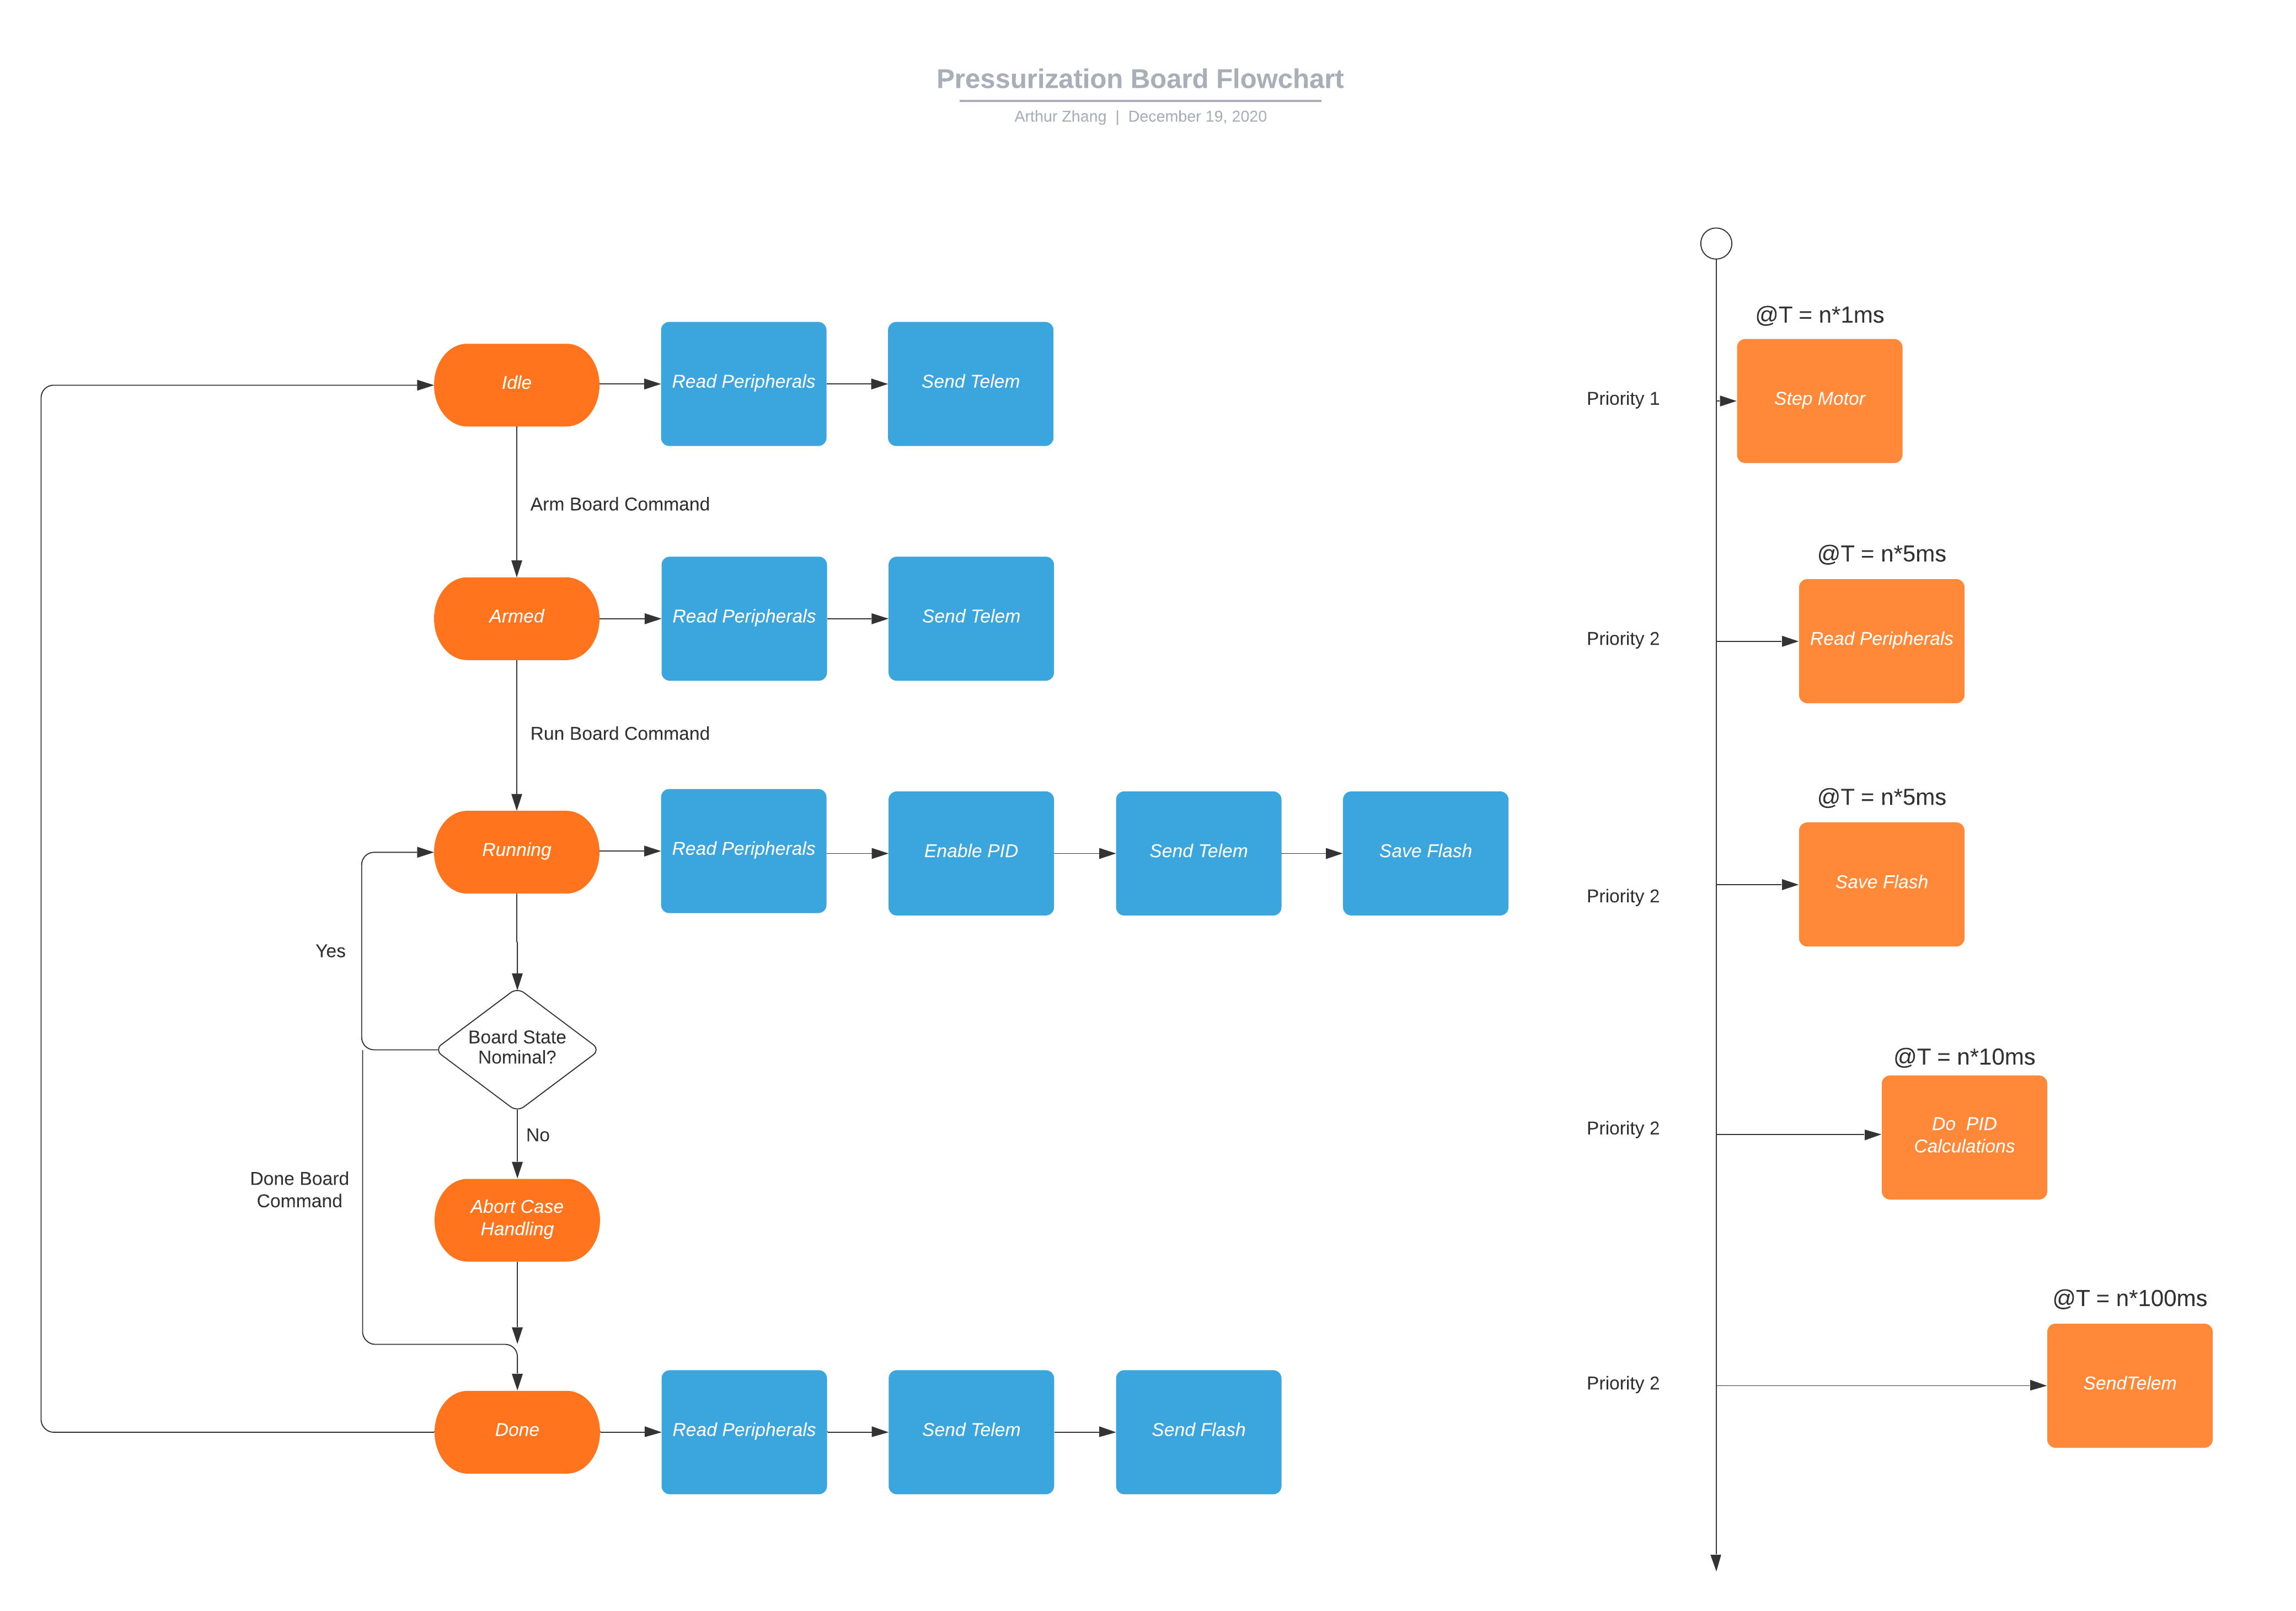 Pressurization Board Flowchart
Arthur Zhang | December 19, 2020
Idle
Read Peripherals
Send Telem
Arm Board Command
Armed
Read Peripherals
Send Telem
Run Board Command
Running
Read Peripherals
Enable PID
Send Telem
Save Flash
Yes
Board State
Nominal?
No
Done Board
Command
Abort Case
Handling
Done
Read Peripherals
Send Telem
Send Flash
@T = n*1ms
Priority 1
Step Motor
@T = n*5ms
Priority 2
Read Peripherals
@T = n*5ms
Save Flash
Priority 2
@T = n*10ms
Priority 2
Do  PID
Calculations
@T = n*100ms
Priority 2
SendTelem